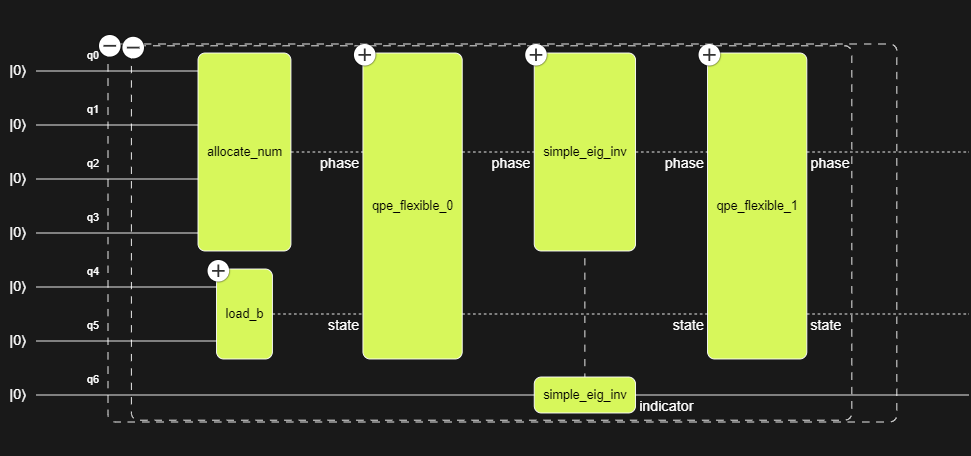 q0
|0⟩
q1
|0⟩
allocate_num
simple_eig_inv
q2
phase
phase
phase
phase
|0⟩
qpe_flexible_0
qpe_flexible_1
q3
|0⟩
q4
|0⟩
load_b
q5
state
state
state
|0⟩
q6
|0⟩
simple_eig_inv
indicator